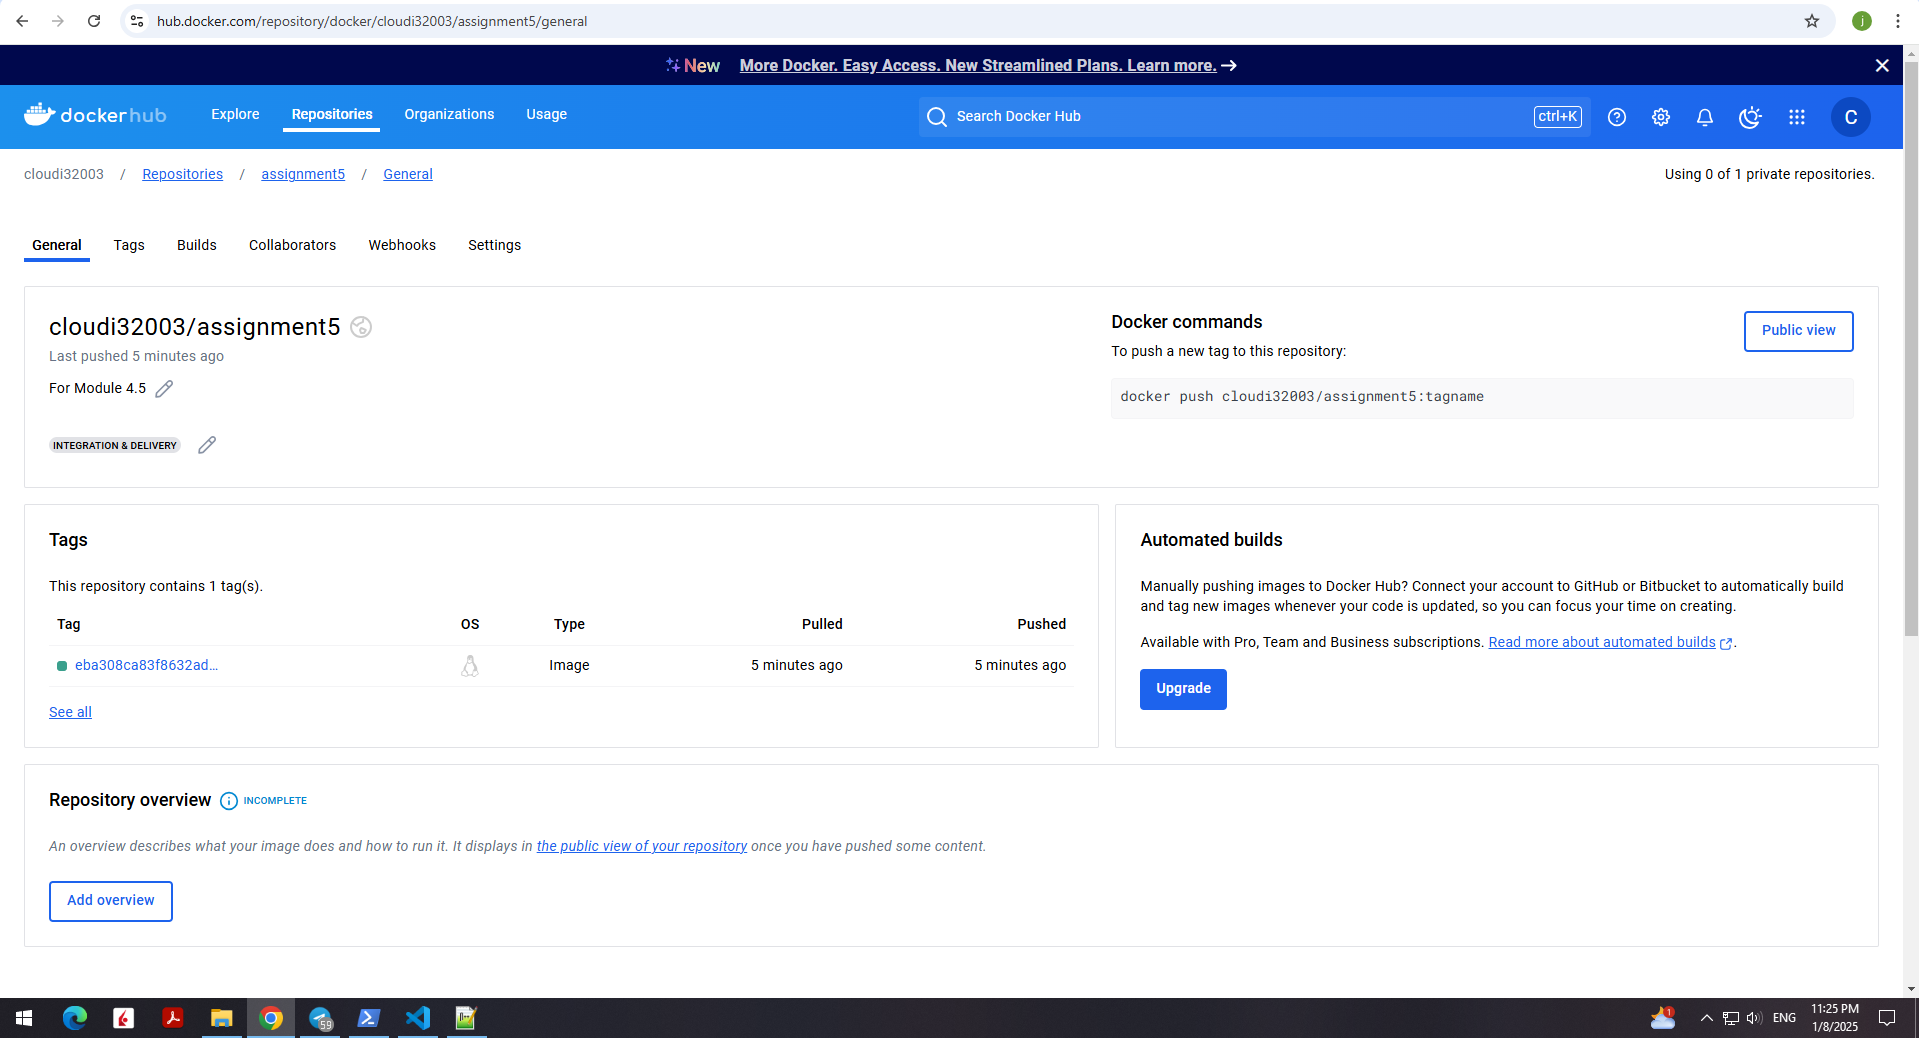 hub.docker.com/repository/docker/cloudi32003/assignment5/general
j
New More Docker. Easy Access. New Streamlined Plans. Learn more.
dockerhub Explore Repositories Organizations Usage Search Docker Hub ctrl+K C
cloudi32003 / Repositories / assignment5 / General Using 0 of 1 private repositories.
General Tags Builds Collaborators Webhooks Settings
cloudi32003/assignment5
Last pushed 5 minutes ago
For Module 4.5
INTEGRATION & DELIVERY
Docker commands
Public view
To push a new tag to this repository:
docker push cloudi32003/assignment5:tagname
Tags
This repository contains 1 tag(s).
Tag OS Type Pulled Pushed
eba308ca83f8632ad... Image 5 minutes ago 5 minutes ago
See all
Automated builds
Manually pushing images to Docker Hub? Connect your account to GitHub or Bitbucket to automatically build
and tag new images whenever your code is updated, so you can focus your time on creating.
Available with Pro, Team and Business subscriptions. Read more about automated builds .
Upgrade
Repository overview INCOMPLETE
An overview describes what your image does and how to run it. It displays in the public view of your repository once you have pushed some content.
Add overview
59
1
ENG
11:25 PM
1/8/2025